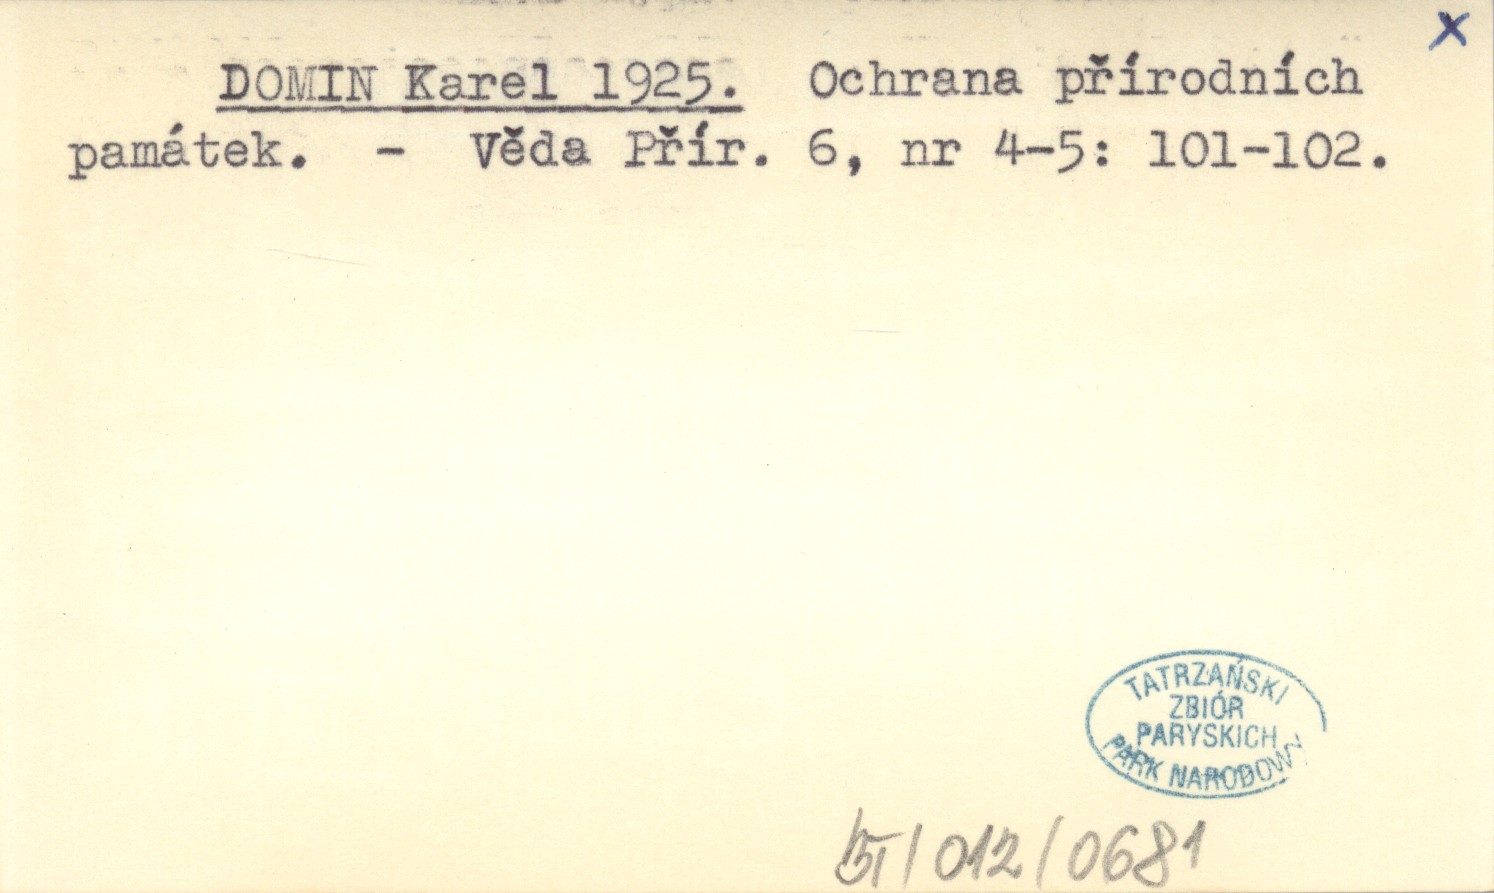 x
DOMIN Karel 1925. Ochrana přírodních
památek. - Věda Přír. 6, nr 4-5: 101-102.
TATRZAŃSKI
ZBIÓR
PARYSKICH
PARK NARODOWY
/012/0681